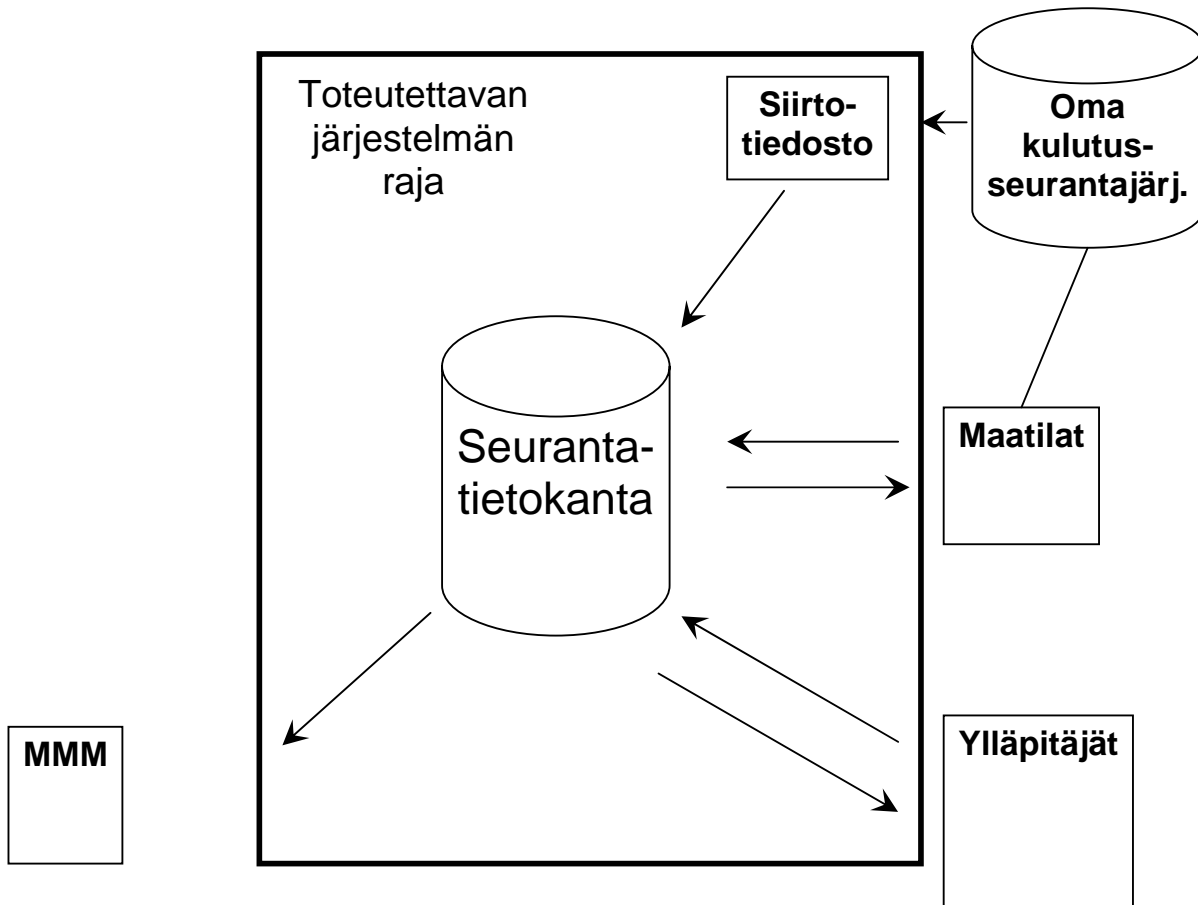 Toteutettavan
järjestelmän
raja
Siirto-
tiedosto
Oma
kulutus-
seurantajärj.
Seuranta-
tietokanta
Maatilat
MMM
Ylläpitäjät